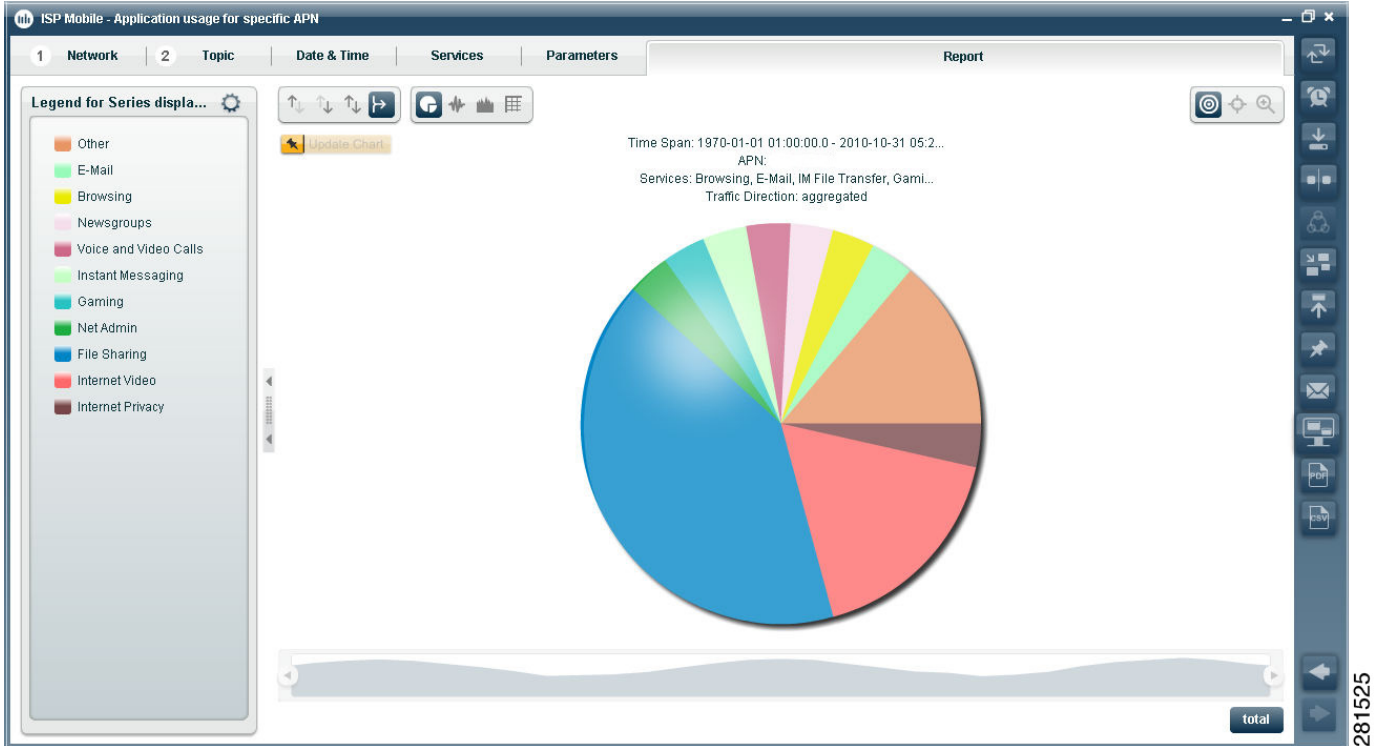 ISP Mobile - Application usage for specific APN
1 Network 2 Topic Date & Time Services Parameters Report
Legend for Series displa...
Other
E-Mail
Browsing
Newsgroups
Voice and Video Calls
Instant Messaging
Gaming
Net Admin
File Sharing
Internet Video
Internet Privacy
Update Chart
Time Span: 1970-01-01 01:00:00.0 - 2010-10-31 05:2...
APN:
Services: Browsing, E-Mail, IM File Transfer, Gami...
Traffic Direction: aggregated
PDF
CSV
total
281525